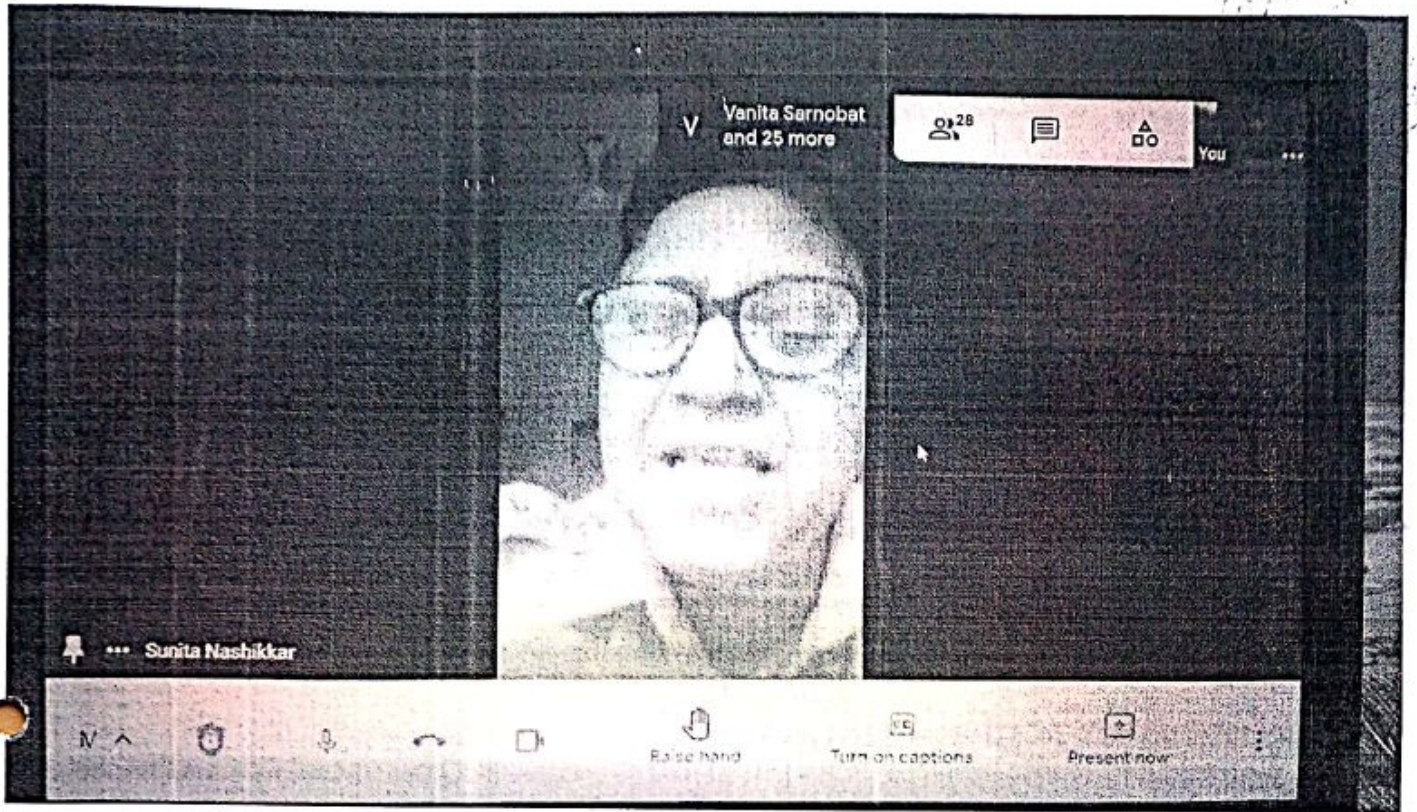 V
Vanita Sarnobat
and 25 more
28
You
Sunita Nashikkar
Raise hand
Turn on captions
Present now